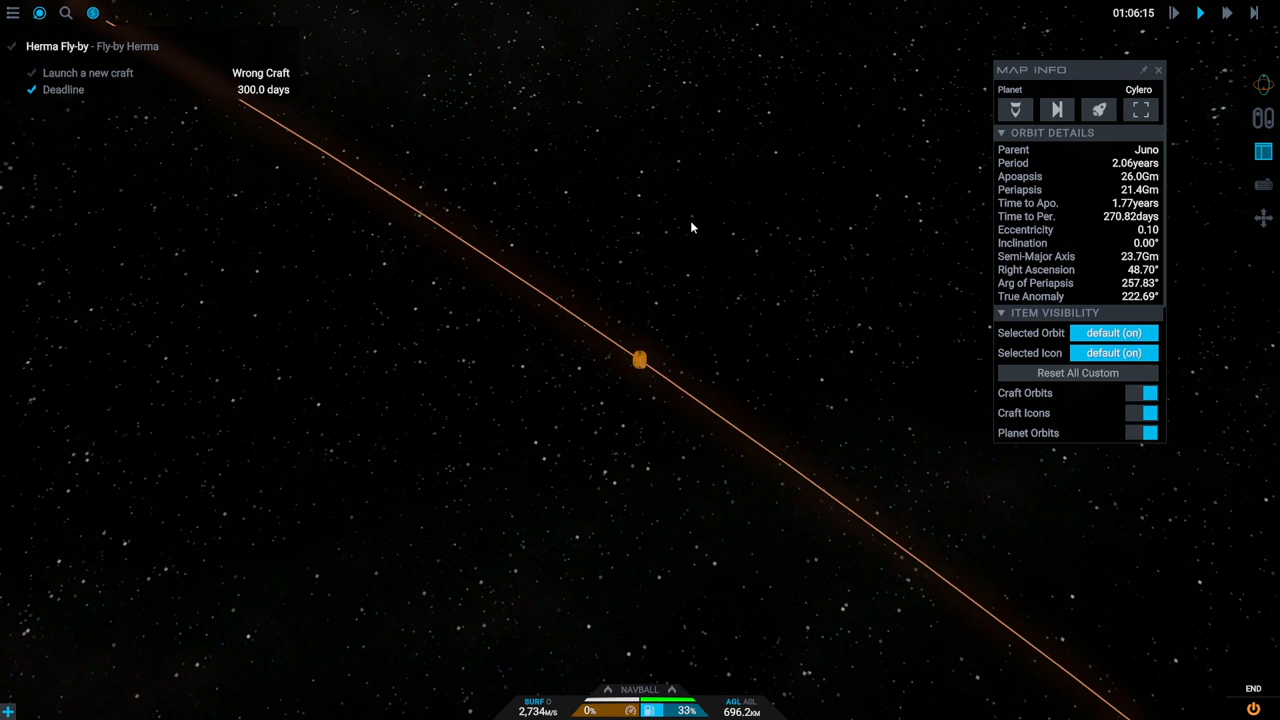 01:06:15
Herma Fly-by - Fly-by Herma
Launch a new craft Wrong Craft
Deadline 300.0 days
MAP INFO
Planet Cylero
ORBIT DETAILS
Parent Juno
Period 2.06years
Apoapsis 26.0Gm
Periapsis 21.4Gm
Time to Apo. 1.77years
Time to Per. 270.82days
Eccentricity 0.10
Inclination 0.00°
Semi-Major Axis 23.7Gm
Right Ascension 48.70°
Arg of Periapsis 257.83°
True Anomaly 222.69°
ITEM VISIBILITY
Selected Orbit default (on)
Selected Icon default (on)
Reset All Custom
Craft Orbits
Craft Icons
Planet Orbits
NAVBALL
SURF O
2,734M/S
0%
33%
AGL ASL
696.2KM
END